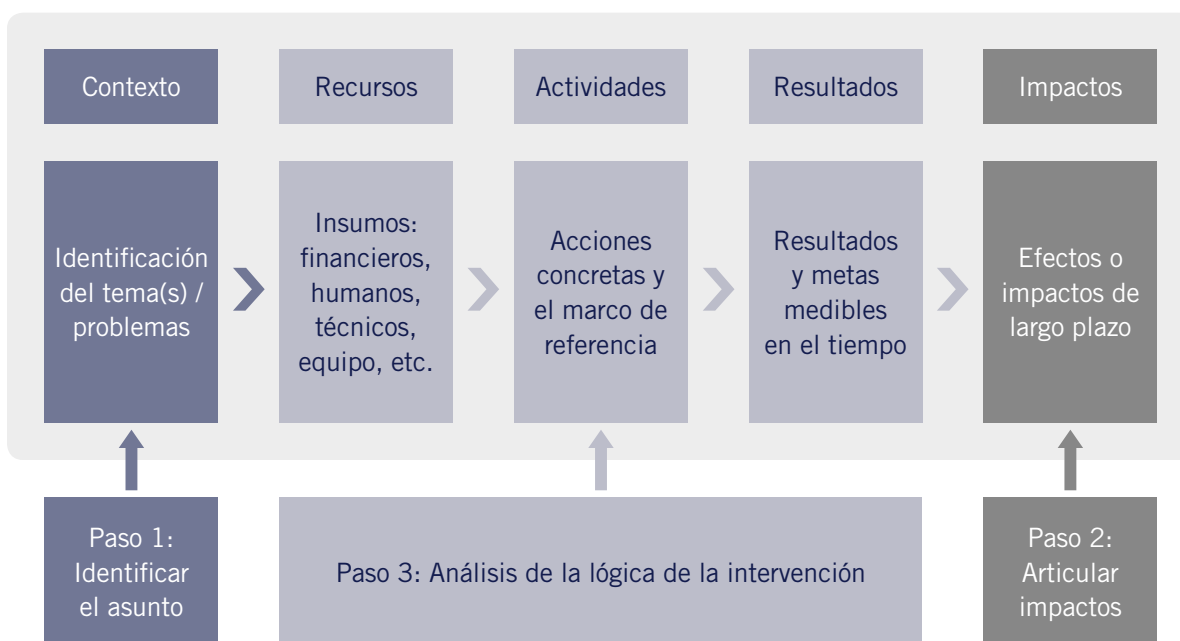 Contexto
Recursos
Actividades
Resultados
Impactos
Identificación
del tema(s) /
problemas
Insumos:
financieros,
humanos,
técnicos,
equipo, etc.
Acciones
concretas y
el marco de
referencia
Resultados
y metas
medibles
en el tiempo
Efectos o
impactos de
largo plazo
Paso 1:
Identificar
el asunto
Paso 3: Análisis de la lógica de la intervención
Paso 2:
Articular
impactos